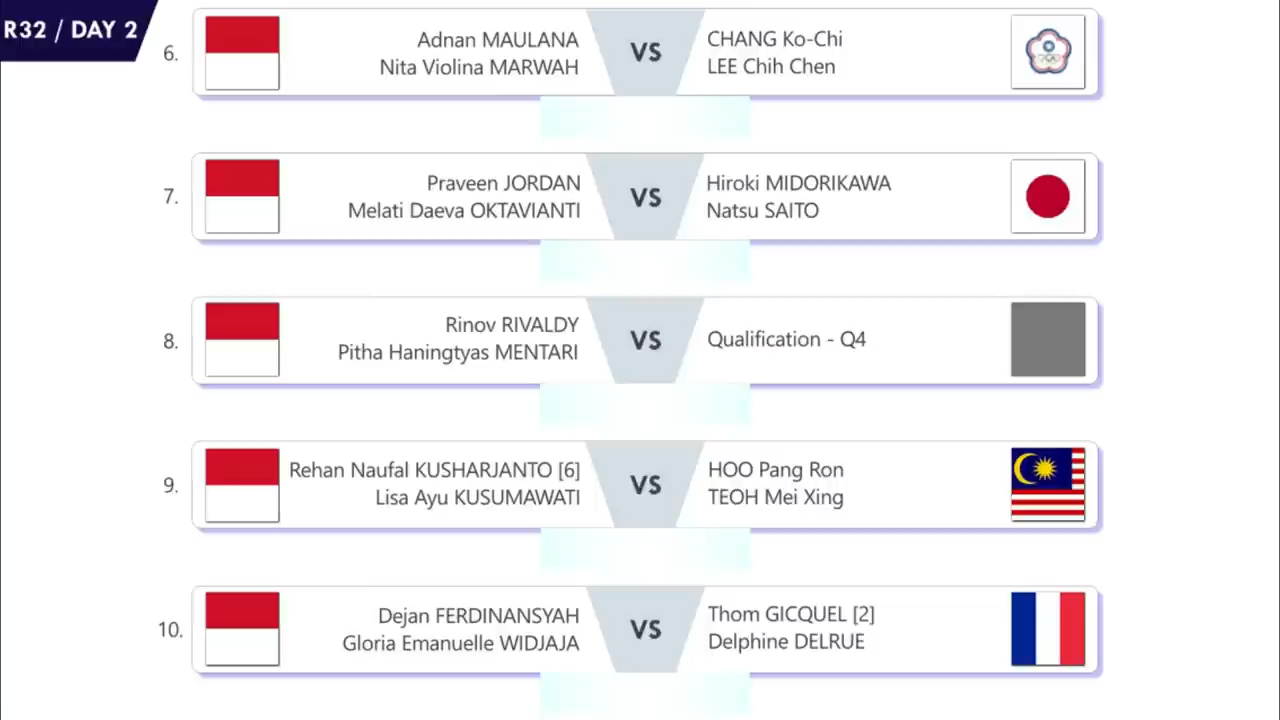 R32 / DAY 2
6.
Adnan MAULANA
Nita Violina MARWAH
VS
CHANG Ko-Chi
LEE Chih Chen
7.
Praveen JORDAN
Melati Daeva OKTAVIANTI
VS
Hiroki MIDORIKAWA
Natsu SAITO
8.
Rinov RIVALDY
Pitha Haningtyas MENTARI
VS
Qualification - Q4
9.
Rehan Naufal KUSHARJANTO [6]
Lisa Ayu KUSUMAWATI
VS
HOO Pang Ron
TEOH Mei Xing
10.
Dejan FERDINANSYAH
Gloria Emanuelle WIDJAJA
VS
Thom GICQUEL [2]
Delphine DELRUE